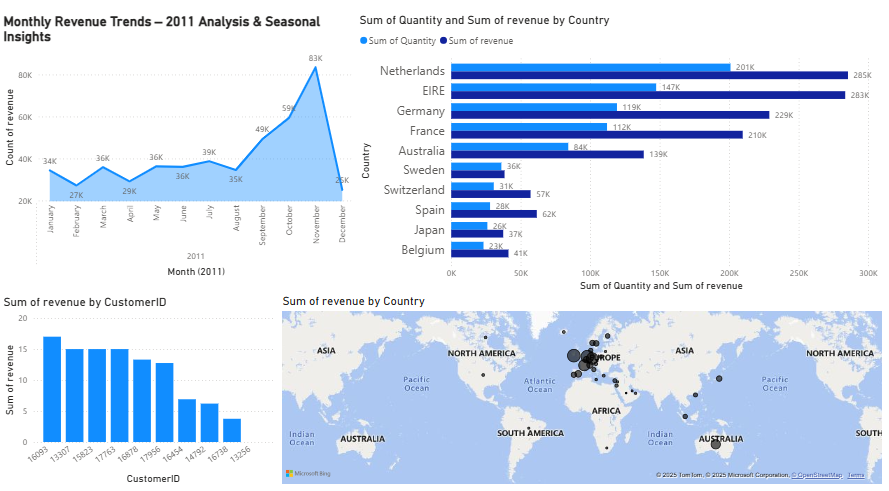 Monthly Revenue Trends – 2011 Analysis & Seasonal
Insights
Count of revenue
80K
60K
40K
20K
34K
27K
36K
29K
36K
36K
39K
35K
49K
59K
83K
25K
January
February
March
April
May
June
July
August
September
October
November
December
2011
Month (2011)
Sum of Quantity and Sum of revenue by Country
Sum of Quantity Sum of revenue
Country
Netherlands 201K 285K
EIRE 147K 283K
Germany 119K 229K
France 112K 210K
Australia 84K 139K
Sweden 36K
Switzerland 31K 57K
Spain 28K 62K
Japan 26K 37K
Belgium 23K 41K
0K 50K 100K 150K 200K 250K 300K
Sum of Quantity and Sum of revenue
Sum of revenue by CustomerID
Sum of revenue
20
15
10
5
0
16093 13307 15823 17763 16878 17956 16454 14792 16738 13256
CustomerID
Sum of revenue by Country
ASIA NORTH AMERICA ASIA NORTH AMERICA
Pacific
Ocean
Atlantic
Ocean
Pacific
Ocean
AFRICA
Indian
Ocean
AUSTRALIA
SOUTH AMERICA
Indian
Ocean
AUSTRALIA
SOUTH
Microsoft Bing
© 2025 TomTom, © 2025 Microsoft Corporation, © OpenStreetMap Terms